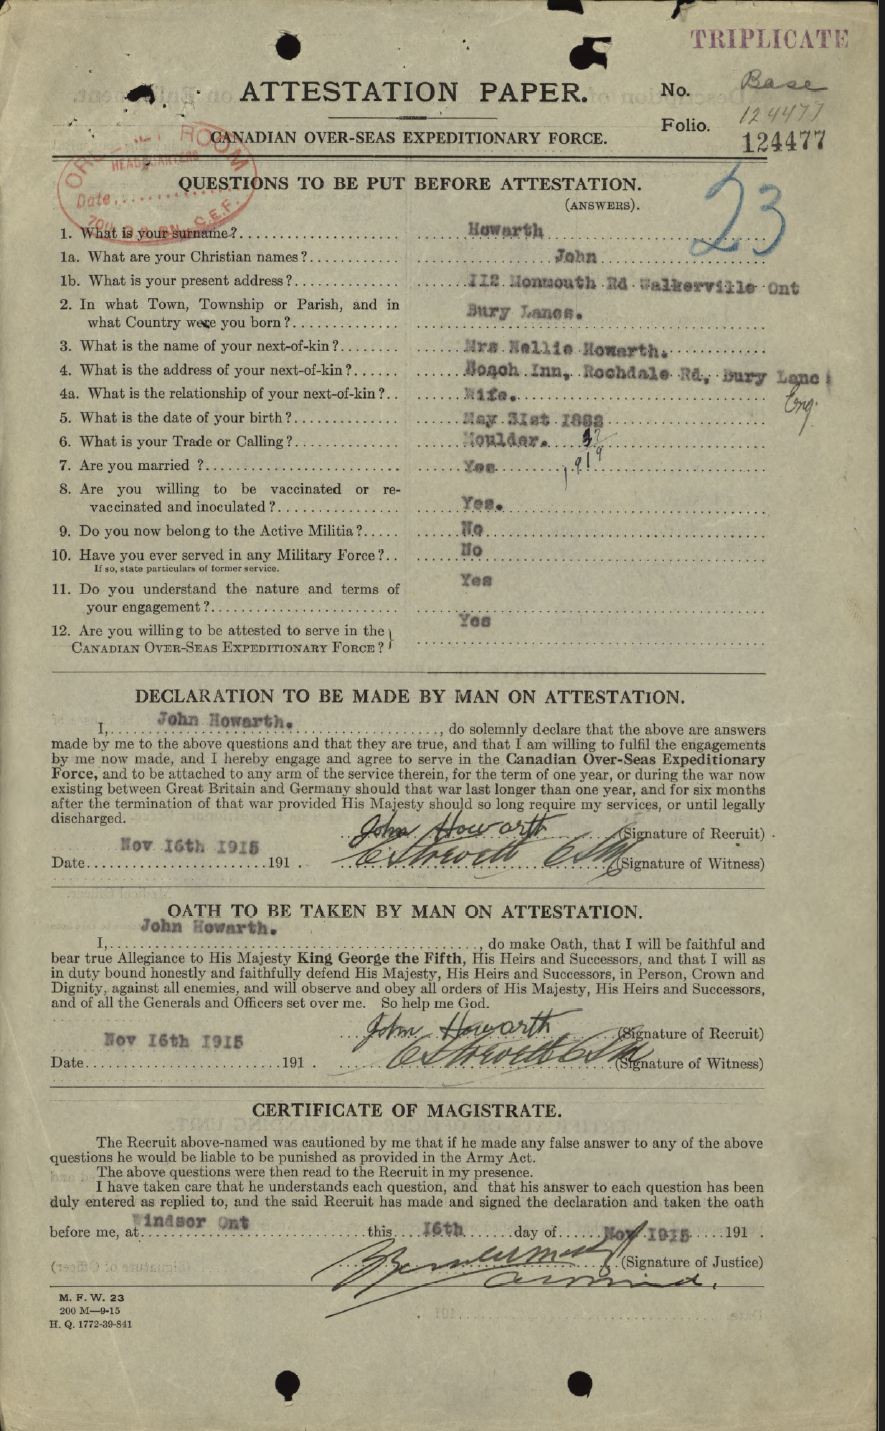 TRIPLICATE
ATTESTATION PAPER.
No. Base
124477
Folio.
124477
CANADIAN OVER-SEAS EXPEDITIONARY FORCE.
ORDERLY ROOM
HEADQUARTERS
Date
C.E.F.
23
QUESTIONS TO BE PUT BEFORE ATTESTATION.
(ANSWERS).
1. What is your surname? Howarth
1a. What are your Christian names? John
1b. What is your present address? 112 Monmouth Rd Walkerville Ont
2. In what Town, Township or Parish, and in
what Country were you born? Bury Lancs.
3. What is the name of your next-of-kin? Mrs Nellie Howarth.
4. What is the address of your next-of-kin? Inn, Rochdale Rd, Bury Lanc
Eng.
4a. What is the relationship of your next-of-kin? Wife.
5. What is the date of your birth? May 31st 1882
6. What is your Trade or Calling? Moulder.
7. Are you married ? Yes
8. Are you willing to be vaccinated or re-
vaccinated and inoculated? Yes.
9. Do you now belong to the Active Militia? No
10. Have you ever served in any Military Force? No
If so, state particulars of former service.
11. Do you understand the nature and terms of
your engagement? Yes
12. Are you willing to be attested to serve in the
CANADIAN OVER-SEAS EXPEDITIONARY FORCE? Yes
DECLARATION TO BE MADE BY MAN ON ATTESTATION.
I, John Howarth. , do solemnly declare that the above are answers
made by me to the above questions and that they are true, and that I am willing to fulfil the engagements
by me now made, and I hereby engage and agree to serve in the Canadian Over-Seas Expeditionary
Force, and to be attached to any arm of the service therein, for the term of one year, or during the war now
existing between Great Britain and Germany should that war last longer than one year, and for six months
after the termination of that war provided His Majesty should so long require my services, or until legally
discharged.
John Howarth (Signature of Recruit)
Date Nov 16th 1915 191 . (Signature of Witness)
OATH TO BE TAKEN BY MAN ON ATTESTATION.
I, John Howarth. , do make Oath, that I will be faithful and
bear true Allegiance to His Majesty King George the Fifth, His Heirs and Successors, and that I will as
in duty bound honestly and faithfully defend His Majesty, His Heirs and Successors, in Person, Crown and
Dignity, against all enemies, and will observe and obey all orders of His Majesty, His Heirs and Successors,
and of all the Generals and Officers set over me. So help me God.
John Howarth (Signature of Recruit)
Date Nov 16th 1915 191 . (Signature of Witness)
CERTIFICATE OF MAGISTRATE.
The Recruit above-named was cautioned by me that if he made any false answer to any of the above
questions he would be liable to be punished as provided in the Army Act.
The above questions were then read to the Recruit in my presence.
I have taken care that he understands each question, and that his answer to each question has been
duly entered as replied to, and the said Recruit has made and signed the declaration and taken the oath
before me, at Windsor Ont this 16th day of Nov 1915 191 .
(Signature of Justice)
M. F. W. 23
200 M—9-15
H. Q. 1772-39-841